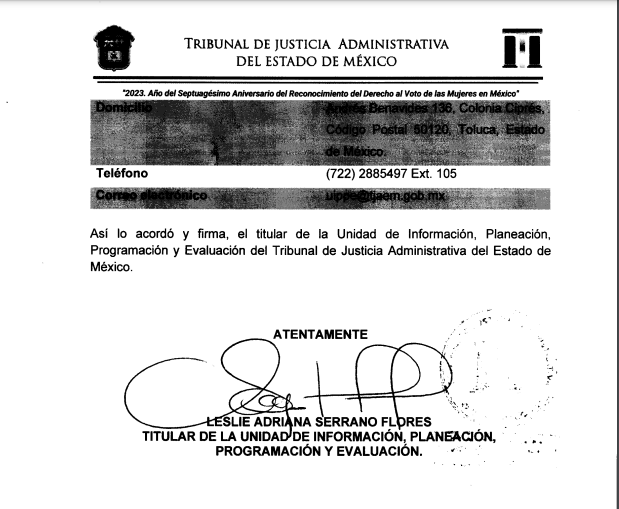 TRIBUNAL DE JUSTICIA ADMINISTRATIVA
DEL ESTADO DE MÉXICO
"2023. Año del Septuagésimo Aniversario del Reconocimiento del Derecho al Voto de las Mujeres en México"
Domicilio Andrés Benavides 136, Colonia Ciprés,
Código Postal 50120, Toluca, Estado
de México.
Teléfono (722) 2885497 Ext. 105
Correo electrónico uippe@tjaem.gob.mx
Así lo acordó y firma, el titular de la Unidad de Información, Planeación,
Programación y Evaluación del Tribunal de Justicia Administrativa del Estado de
México.
ATENTAMENTE
LESLIE ADRIANA SERRANO FLORES
TITULAR DE LA UNIDAD DE INFORMACIÓN, PLANEACIÓN,
PROGRAMACIÓN Y EVALUACIÓN.